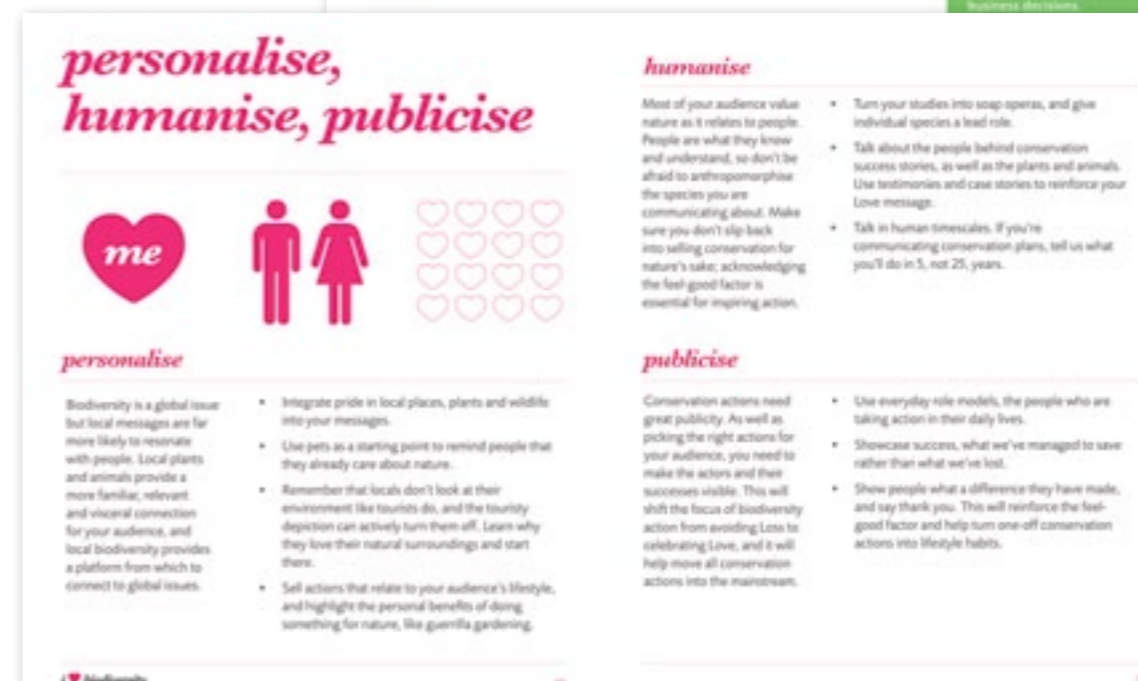 business decisions.
personalise,
humanise, publicise
me
personalise
Biodiversity is a global issue
but local messages are far
more likely to resonate
with people. Local plants
and animals provide a
more familiar, relevant
and visceral connection
for your audience, and
local biodiversity provides
a platform from which to
connect to global issues.
• Integrate pride in local places, plants and wildlife
into your messages.
• Use pets as a starting point to remind people that
they already care about nature.
• Remember that locals don't look at their
environment like tourists do, and the touristy
depiction can actively turn them off. Learn why
they love their natural surroundings and start
there.
• Sell actions that relate to your audience's lifestyle,
and highlight the personal benefits of doing
something for nature, like guerrilla gardening.
biodiversity
humanise
Most of your audience value
nature as it relates to people.
People are what they know
and understand, so don't be
afraid to anthropomorphise
the species you are
communicating about. Make
sure you don't slip back
into selling conservation for
nature's sake; acknowledging
the feel-good factor is
essential for inspiring action.
• Turn your studies into soap operas, and give
individual species a lead role.
• Talk about the people behind conservation
success stories, as well as the plants and animals.
Use testimonies and case stories to reinforce your
Love message.
• Talk in human timescales. If you're
communicating conservation plans, tell us what
you'll do in 5, not 25, years.
publicise
Conservation actions need
great publicity. As well as
picking the right actions for
your audience, you need to
make the actors and their
successes visible. This will
shift the focus of biodiversity
action from avoiding Loss to
celebrating Love, and it will
help move all conservation
actions into the mainstream.
• Use everyday role models, the people who are
taking action in their daily lives.
• Showcase success, what we've managed to save
rather than what we've lost.
• Show people what a difference they have made,
and say thank you. This will reinforce the feel-
good factor and help turn one-off conservation
actions into lifestyle habits.